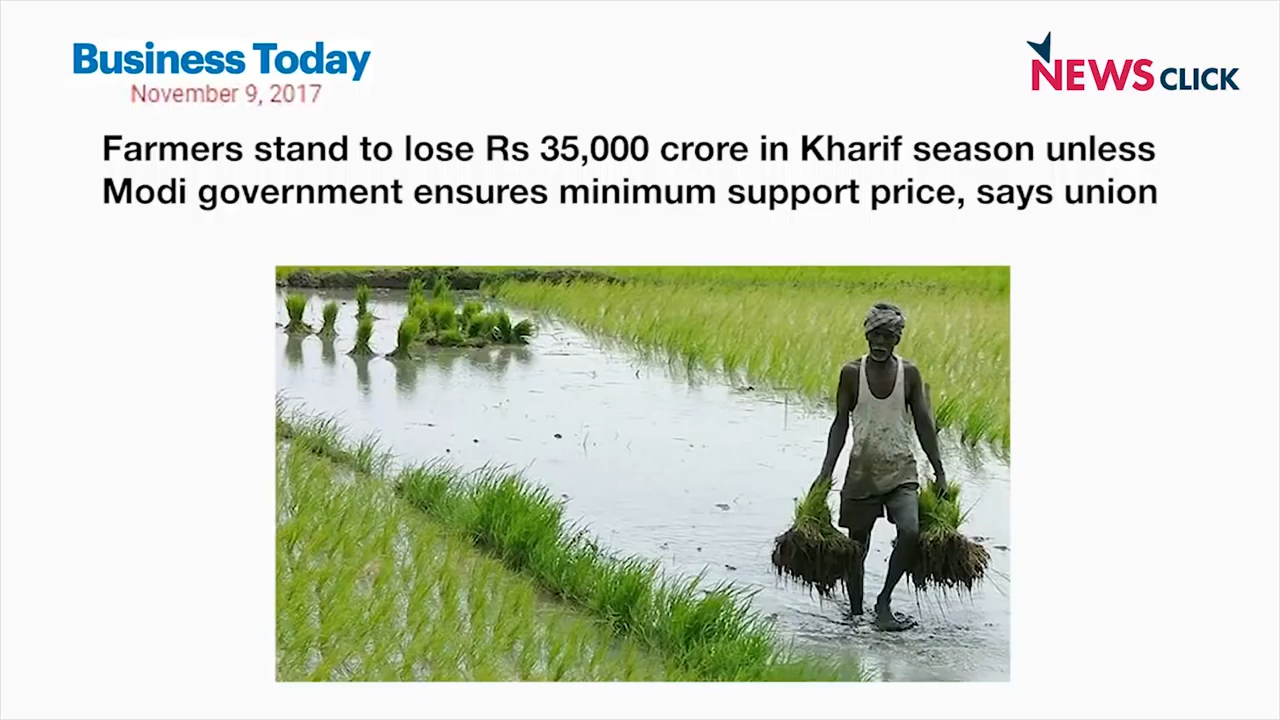 Business Today
November 9, 2017
NEWSCLICK
Farmers stand to lose Rs 35,000 crore in Kharif season unless
Modi government ensures minimum support price, says union